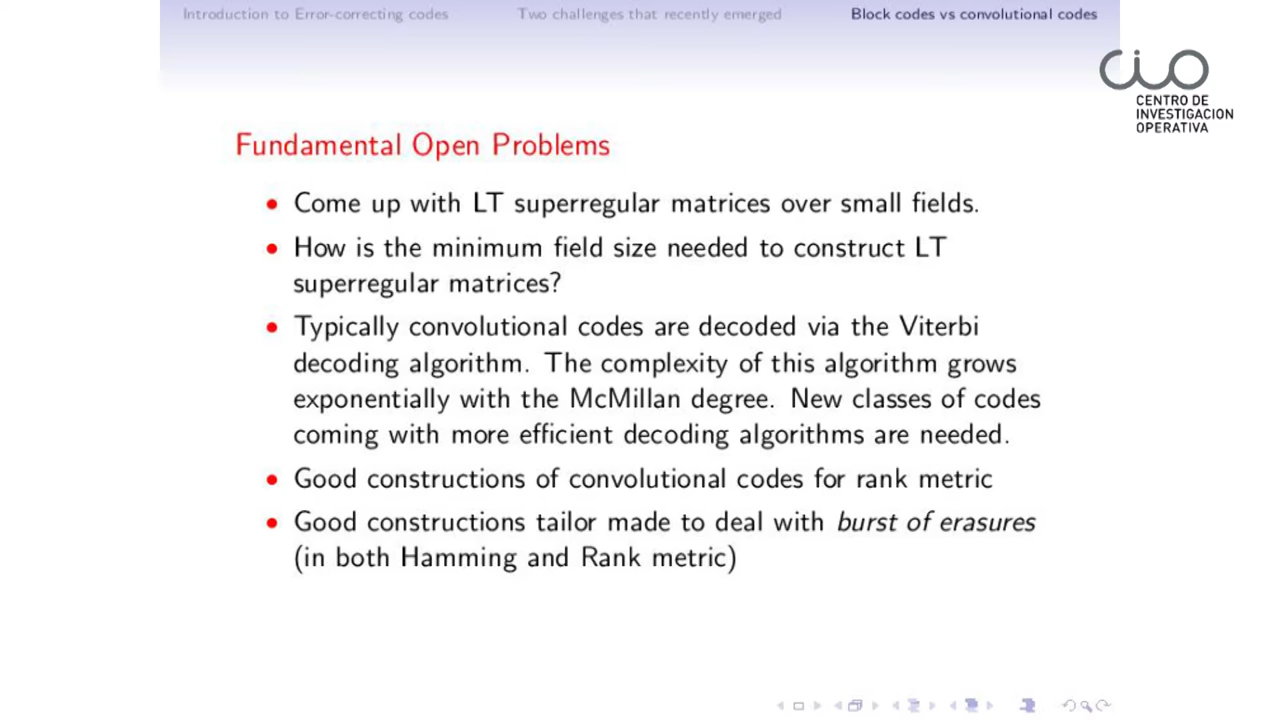 Introduction to Error-correcting codes Two challenges that recently emerged Block codes vs convolutional codes
CIO
CENTRO DE
INVESTIGACION
OPERATIVA
Fundamental Open Problems
• Come up with LT superregular matrices over small fields.
• How is the minimum field size needed to construct LT
superregular matrices?
• Typically convolutional codes are decoded via the Viterbi
decoding algorithm. The complexity of this algorithm grows
exponentially with the McMillan degree. New classes of codes
coming with more efficient decoding algorithms are needed.
• Good constructions of convolutional codes for rank metric
• Good constructions tailor made to deal with burst of erasures
(in both Hamming and Rank metric)